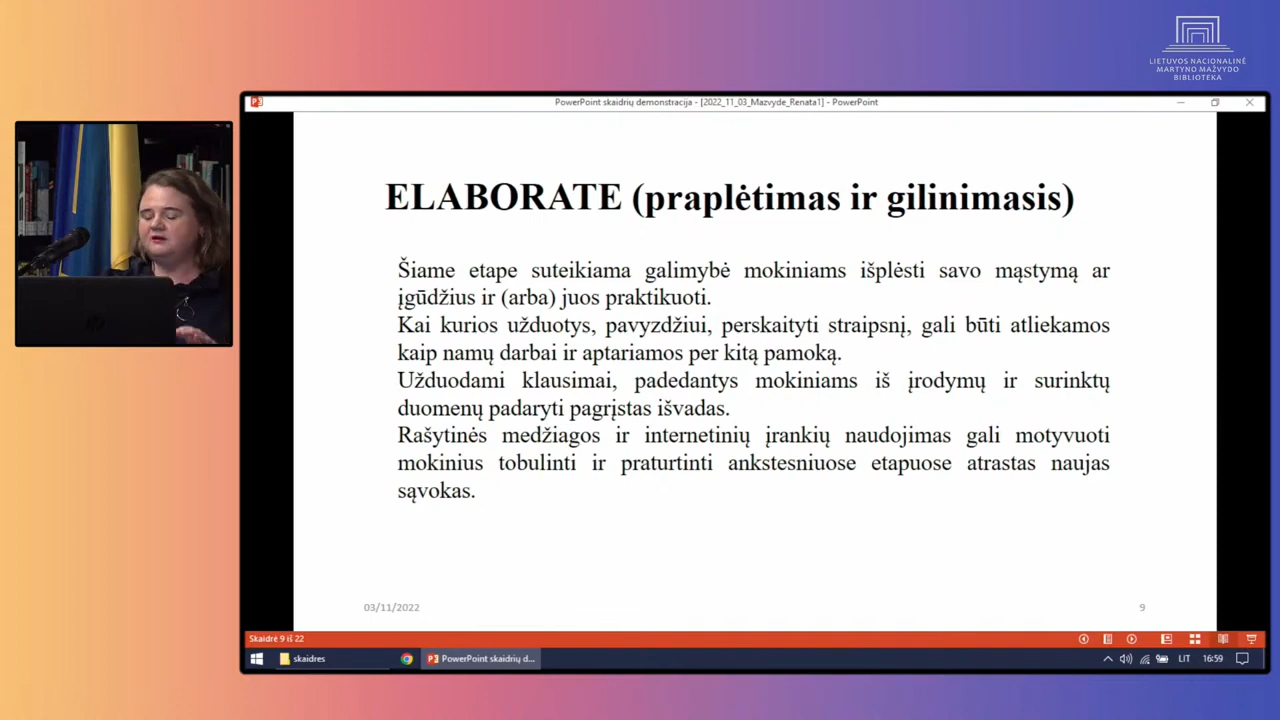 LIETUVOS NACIONALINĖ
MARTYNO MAŽVYDO
BIBLIOTEKA
PowerPoint skaidrių demonstracija - [2022_11_03_Mazvyde_Renata1] - PowerPoint
ELABORATE (praplėtimas ir gilinimasis)
Šiame etape suteikiama galimybė mokiniams išplėsti savo mąstymą ar
įgūdžius ir (arba) juos praktikuoti.
Kai kurios užduotys, pavyzdžiui, perskaityti straipsnį, gali būti atliekamos
kaip namų darbai ir aptariamos per kitą pamoką.
Užduodami klausimai, padedantys mokiniams iš įrodymų ir surinktų
duomenų padaryti pagrįstas išvadas.
Rašytinės medžiagos ir internetinių įrankių naudojimas gali motyvuoti
mokinius tobulinti ir praturtinti ankstesniuose etapuose atrastas naujas
sąvokas.
03/11/2022
9
Skaidrė 9 iš 22
skaidres
PowerPoint skaidrių d...
LIT
16:59